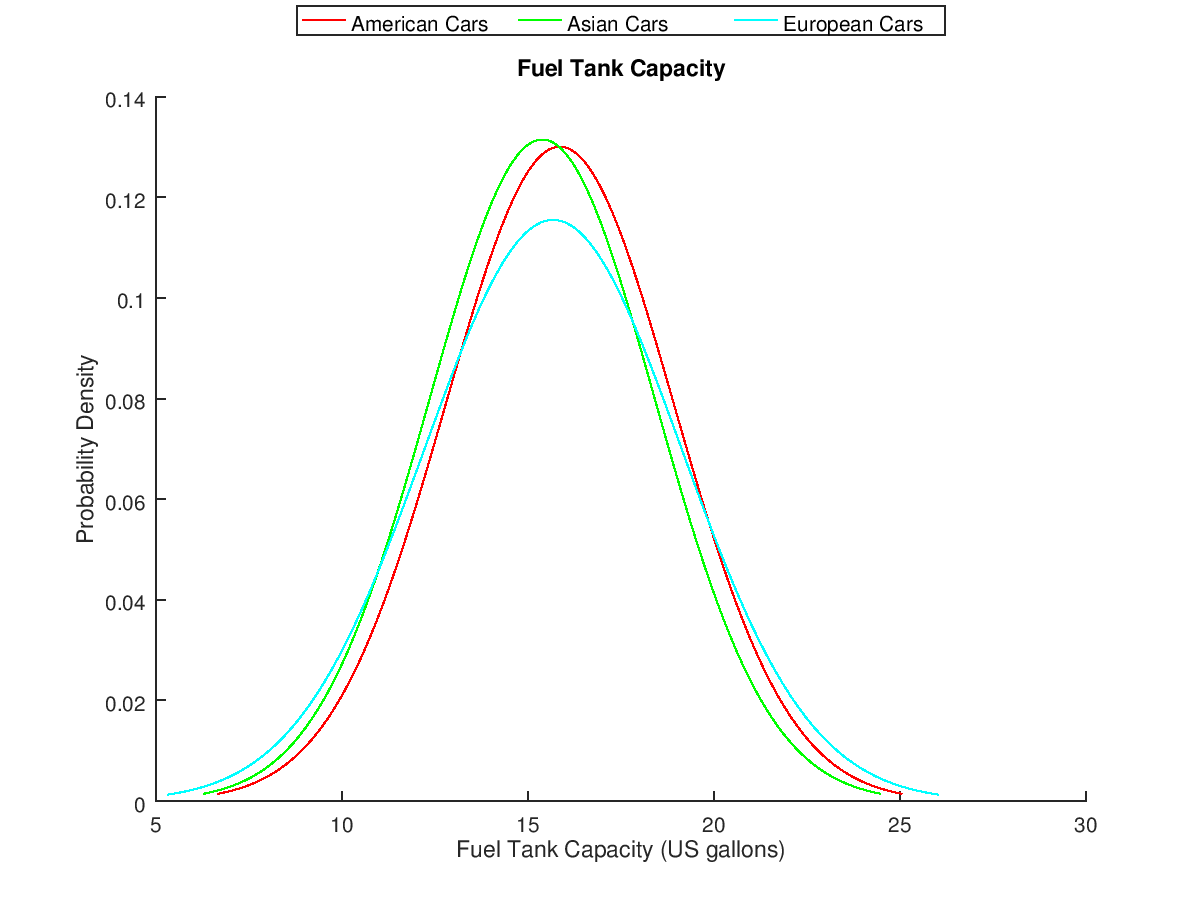 American Cars Asian Cars European Cars
Fuel Tank Capacity
0.14
0.12
0.1
0.08
0.06
0.04
0.02
0
Probability Density
5 10 15 20 25 30
Fuel Tank Capacity (US gallons)